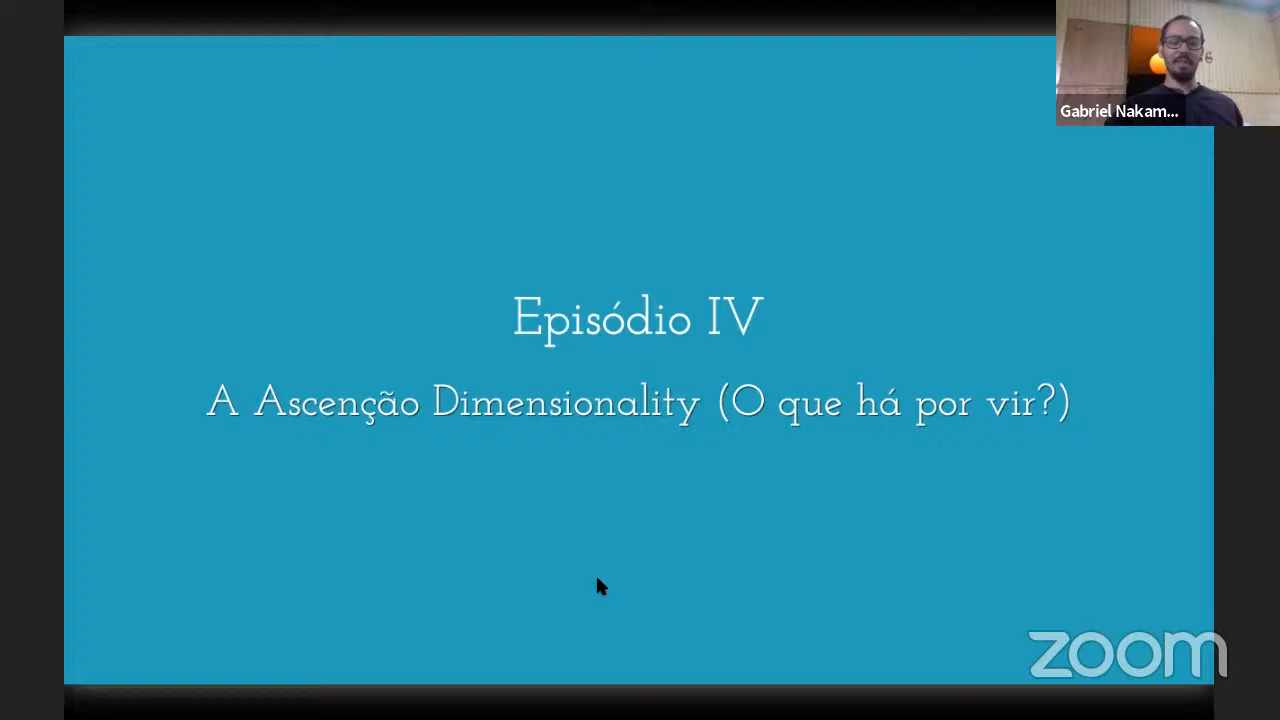 Gabriel Nakam...
Episódio IV
A Ascenção Dimensionality (O que há por vir?)
zoom